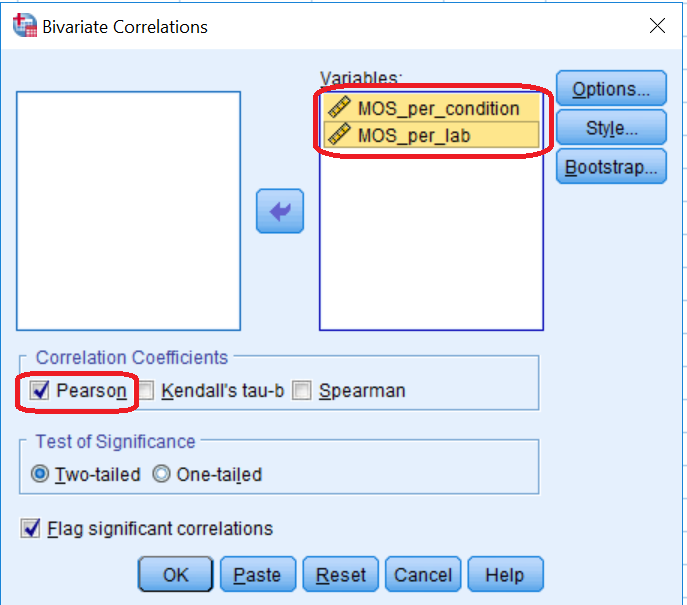 Bivariate Correlations
Variables:
MOS_per_condition
MOS_per_lab
Options...
Style...
Bootstrap...
Correlation Coefficients
Pearson Kendall's tau-b Spearman
Test of Significance
Two-tailed One-tailed
Flag significant correlations
OK Paste Reset Cancel Help